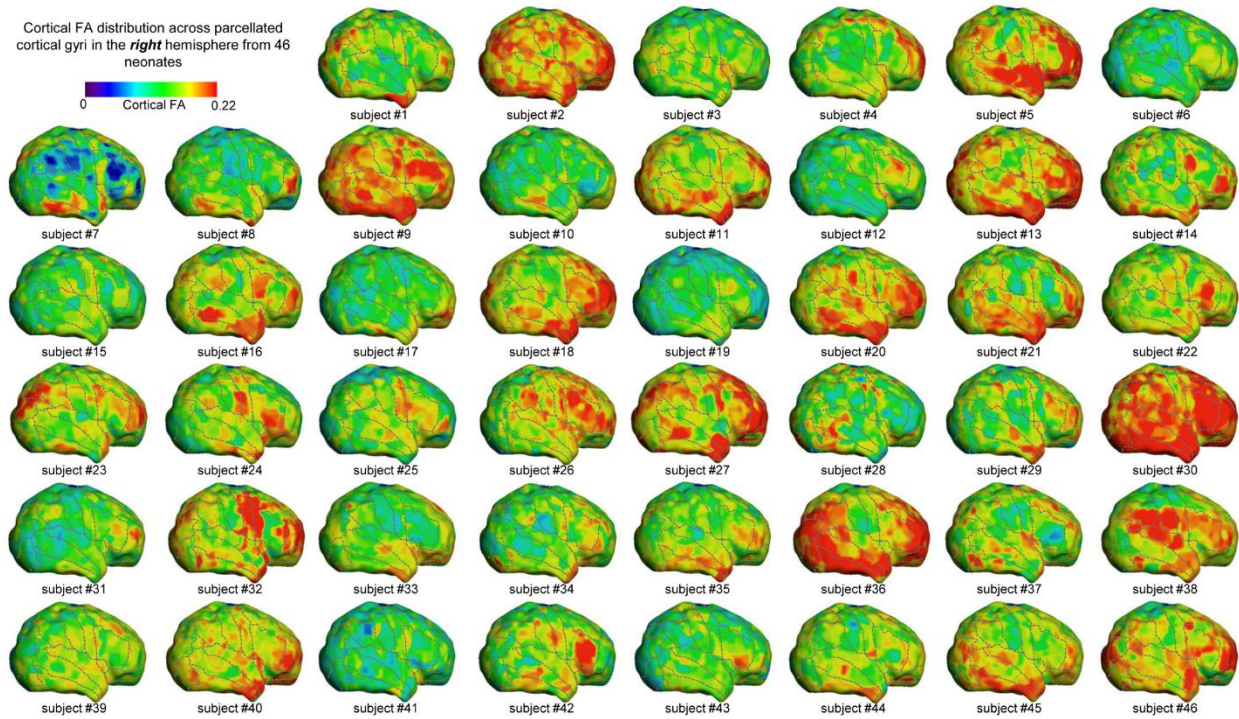 Cortical FA distribution across parcellated
cortical gyri in the right hemisphere from 46
neonates
0 Cortical FA 0.22
subject #1 subject #2 subject #3 subject #4 subject #5 subject #6
subject #7 subject #8 subject #9 subject #10 subject #11 subject #12 subject #13 subject #14
subject #15 subject #16 subject #17 subject #18 subject #19 subject #20 subject #21 subject #22
subject #23 subject #24 subject #25 subject #26 subject #27 subject #28 subject #29 subject #30
subject #31 subject #32 subject #33 subject #34 subject #35 subject #36 subject #37 subject #38
subject #39 subject #40 subject #41 subject #42 subject #43 subject #44 subject #45 subject #46